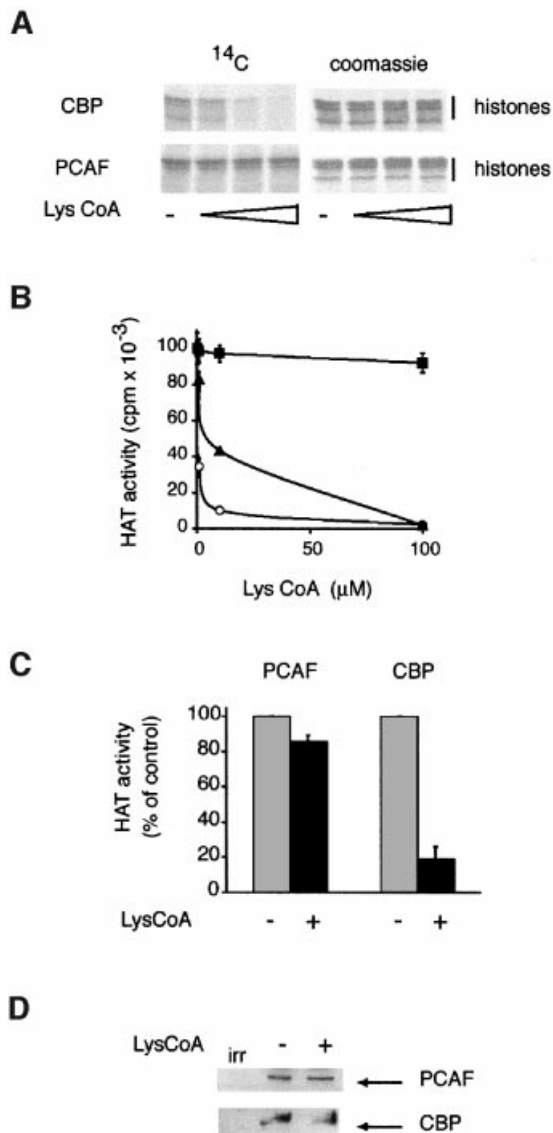 A
14C coomassie
CBP histones
PCAF histones
Lys CoA - -
B
HAT activity (cpm x 10-3)
100
80
60
40
20
0
0 50 100
Lys CoA (µM)
C
PCAF CBP
HAT activity
(% of control)
100
80
60
40
20
0
LysCoA - + - +
D
LysCoA irr - +
PCAF
CBP